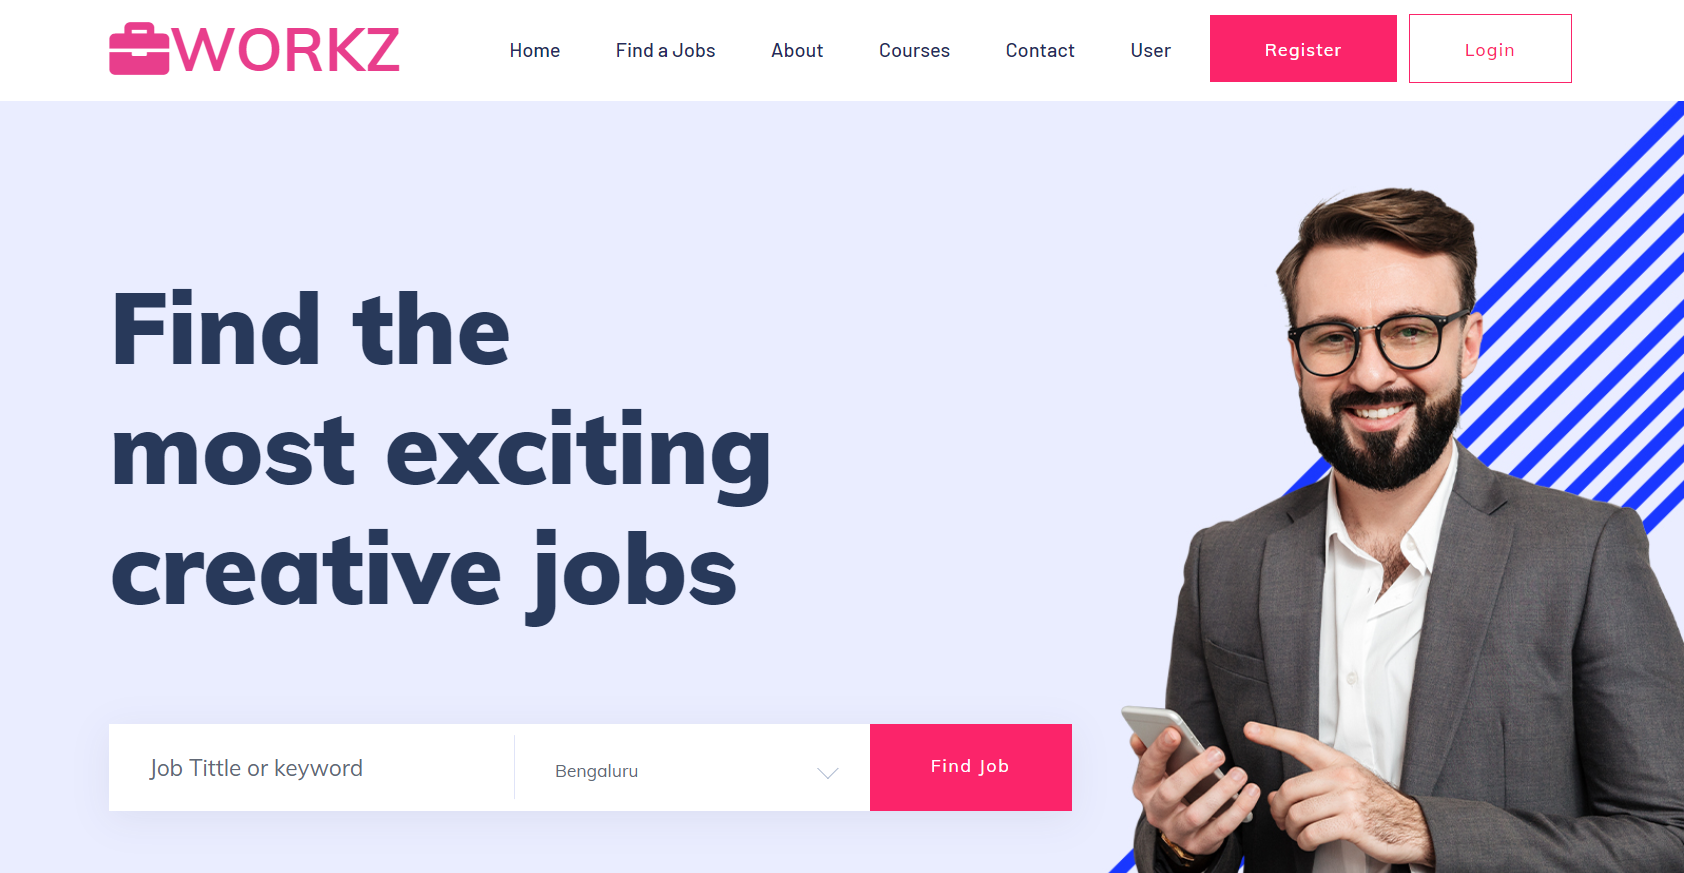 WORKZ
Home Find a Jobs About Courses Contact User Register Login
Find the
most exciting
creative jobs
Job Tittle or keyword Bengaluru Find Job